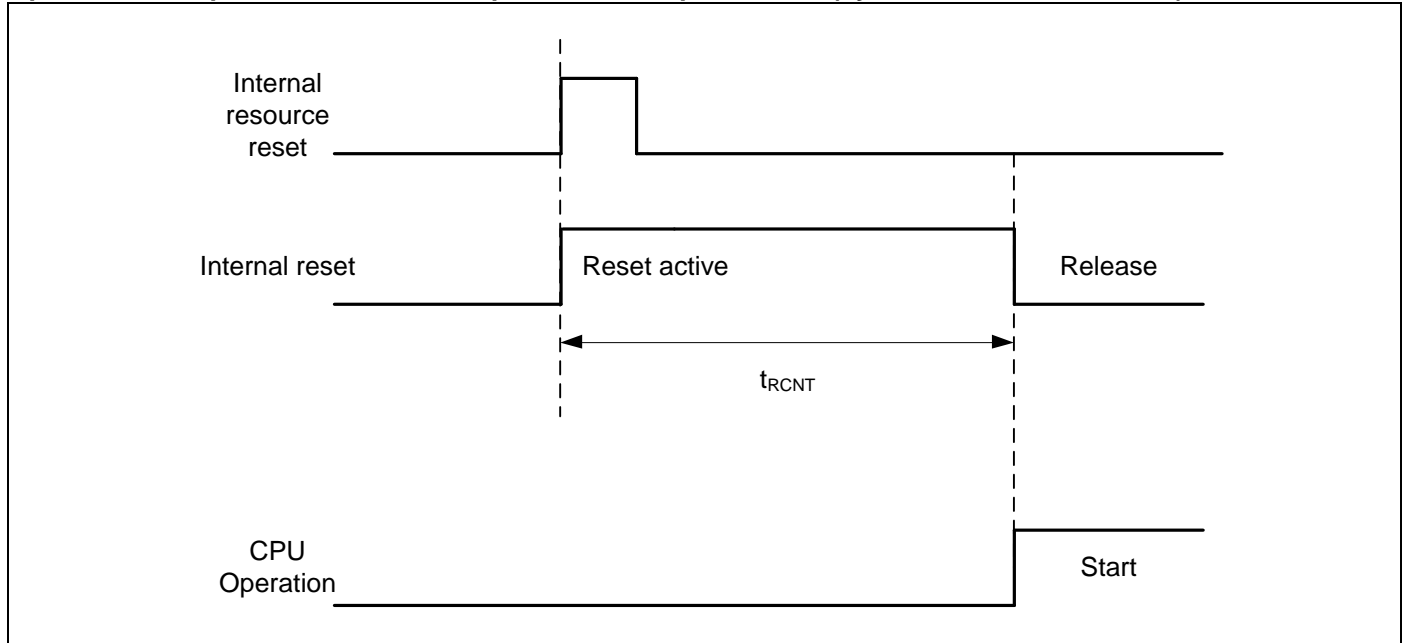 Internal
resource
reset
Internal reset
Reset active
Release
tRCNT
CPU
Operation
Start